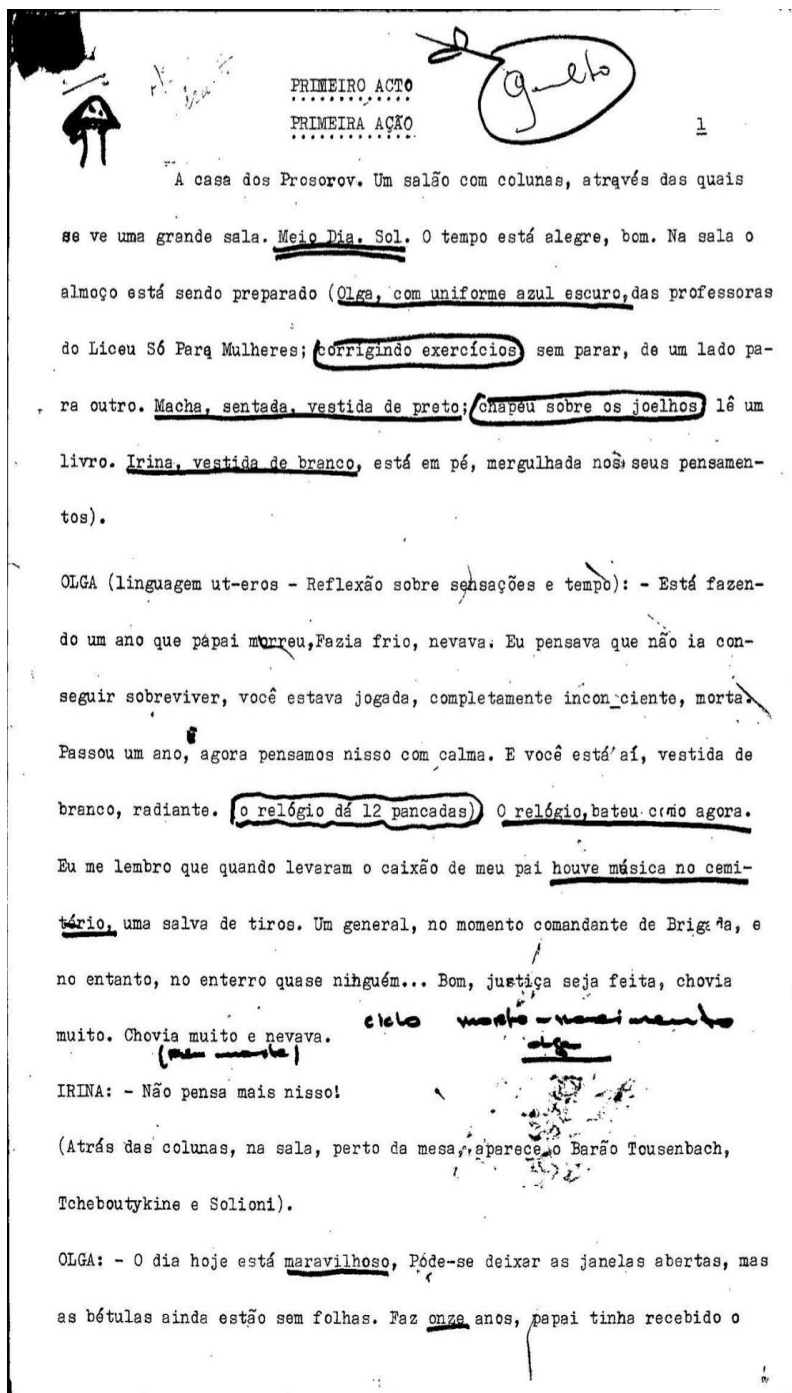 PRIMEIRO ACTO
PRIMEIRA AÇÃO
1
A casa dos Prosorov. Um salão com colunas, através das quais
se ve uma grande sala. Meio Dia. Sol. O tempo está alegre, bom. Na sala o
almoço está sendo preparado (Olga, com uniforme azul escuro,das professoras
do Liceu Só Para Mulheres; corrigindo exercícios) sem parar, de um lado pa-
ra outro. Macha, sentada, vestida de preto; chapéu sobre os joelhos lê um
livro. Irina, vestida de branco, está em pé, mergulhada nos seus pensamen-
tos).
OLGA (linguagem ut-eros - Reflexão sobre sensações e tempo): - Está fazen-
do um ano que papai morreu,Fazia frio, nevava. Eu pensava que não ia con-
seguir sobreviver, você estava jogada, completamente incon ciente, morta.
Passou um ano, agora pensamos nisso com calma. E você está aí, vestida de
branco, radiante. (o relógio dá 12 pancadas) O relógio,bateu como agora.
Eu me lembro que quando levaram o caixão de meu pai houve música no cemi-
tério, uma salva de tiros. Um general, no momento comandante de Brigada, e
no entanto, no enterro quase ninguém... Bom, justiça seja feita, chovia
muito. Chovia muito e nevava.
ciclo morte-nascimento
olga
IRINA: - Não pensa mais nisso!
(Atrás das colunas, na sala, perto da mesa, aparece o Barão Tousenbach,
Tcheboutykine e Solioni).
OLGA: - O dia hoje está maravilhoso, Póde-se deixar as janelas abertas, mas
as bétulas ainda estão sem folhas. Faz onze anos, papai tinha recebido o